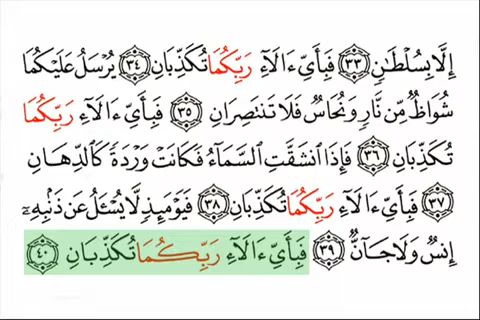 إِلَّا بِسُلْطَٰنٍ ٣٣ فَبِأَيِّ ءَالَآءِ رَبِّكُمَا تُكَذِّبَانِ ٣٤ يُرْسَلُ عَلَيْكُمَا
شُوَاظٌ مِّن نَّارٍ وَنُحَاسٌ فَلَا تَنتَصِرَانِ ٣٥ فَبِأَيِّ ءَالَآءِ رَبِّكُمَا
تُكَذِّبَانِ ٣٦ فَإِذَا ٱنشَقَّتِ ٱلسَّمَآءُ فَكَانَتْ وَرْدَةً كَٱلدِّهَانِ
٣٧ فَبِأَيِّ ءَالَآءِ رَبِّكُمَا تُكَذِّبَانِ ٣٨ فَيَوْمَئِذٍ لَّا يُسْـَٔلُ عَن ذَنۢبِهِۦٓ
إِنسٌ وَلَا جَآنٌّ ٣٩ فَبِأَيِّ ءَالَآءِ رَبِّكُمَا تُكَذِّبَانِ ٤٠